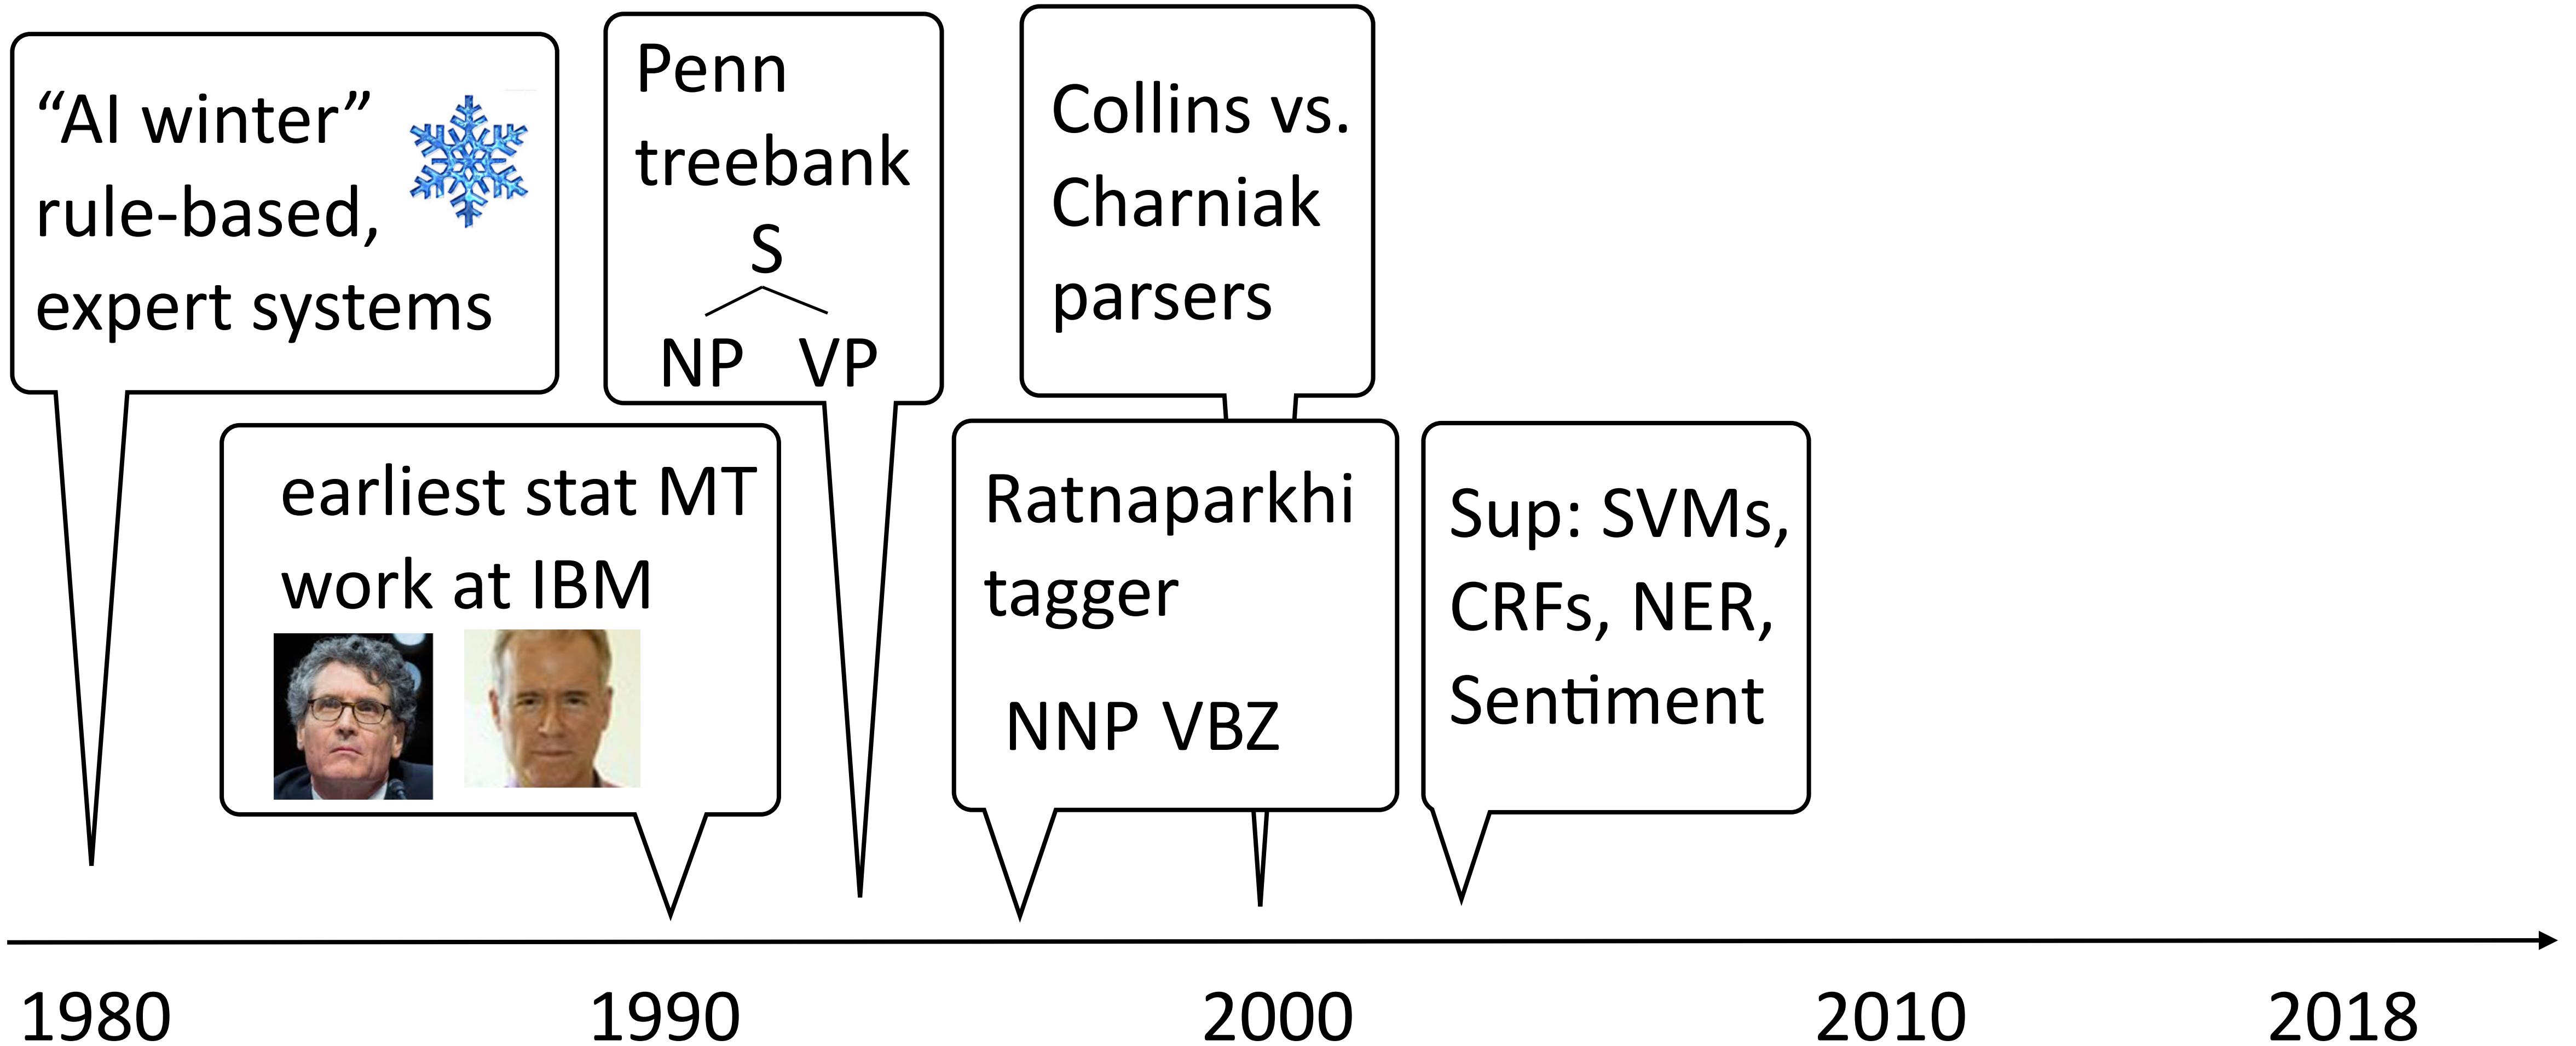 “AI winter”
rule-based,
expert systems
earliest stat MT
work at IBM
Penn
treebank
S
NP VP
Collins vs.
Charniak
parsers
Ratnaparkhi
tagger
NNP VBZ
Sup: SVMs,
CRFs, NER,
Sentiment
1980 1990 2000 2010 2018